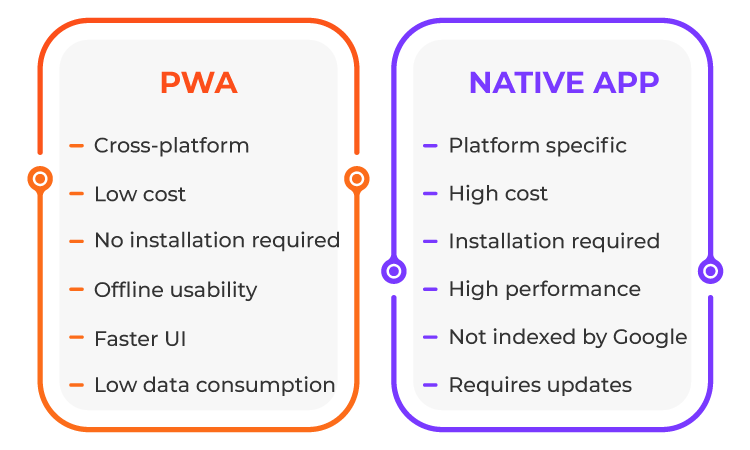 PWA
– Cross-platform
– Low cost
– No installation required
– Offline usability
– Faster UI
– Low data consumption
NATIVE APP
– Platform specific
– High cost
– Installation required
– High performance
– Not indexed by Google
– Requires updates